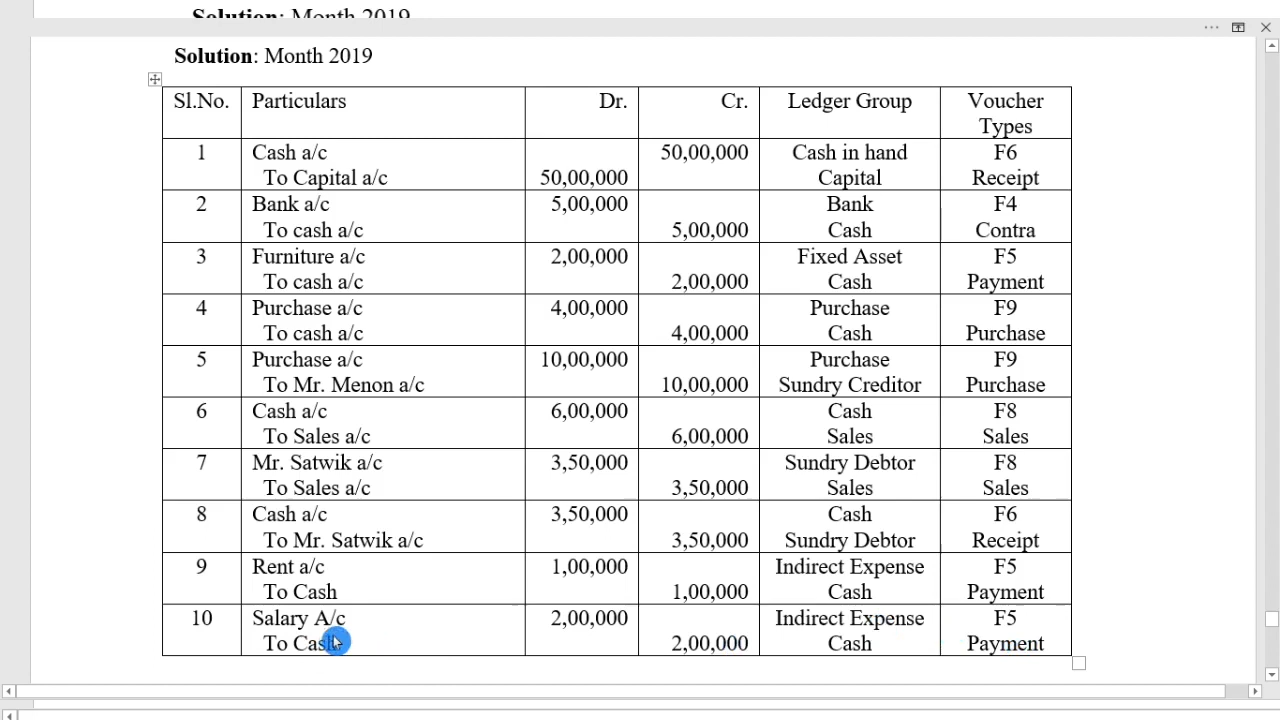 Solution: Month 2019
Solution: Month 2019
Sl.No. Particulars Dr. Cr. Ledger Group Voucher
Types
1 Cash a/c 50,00,000 Cash in hand F6
To Capital a/c 50,00,000 Capital Receipt
2 Bank a/c 5,00,000 Bank F4
To cash a/c 5,00,000 Cash Contra
3 Furniture a/c 2,00,000 Fixed Asset F5
To cash a/c 2,00,000 Cash Payment
4 Purchase a/c 4,00,000 Purchase F9
To cash a/c 4,00,000 Cash Purchase
5 Purchase a/c 10,00,000 Purchase F9
To Mr. Menon a/c 10,00,000 Sundry Creditor Purchase
6 Cash a/c 6,00,000 Cash F8
To Sales a/c 6,00,000 Sales Sales
7 Mr. Satwik a/c 3,50,000 Sundry Debtor F8
To Sales a/c 3,50,000 Sales Sales
8 Cash a/c 3,50,000 Cash F6
To Mr. Satwik a/c 3,50,000 Sundry Debtor Receipt
9 Rent a/c 1,00,000 Indirect Expense F5
To Cash 1,00,000 Cash Payment
10 Salary A/c 2,00,000 Indirect Expense F5
To Cash 2,00,000 Cash Payment